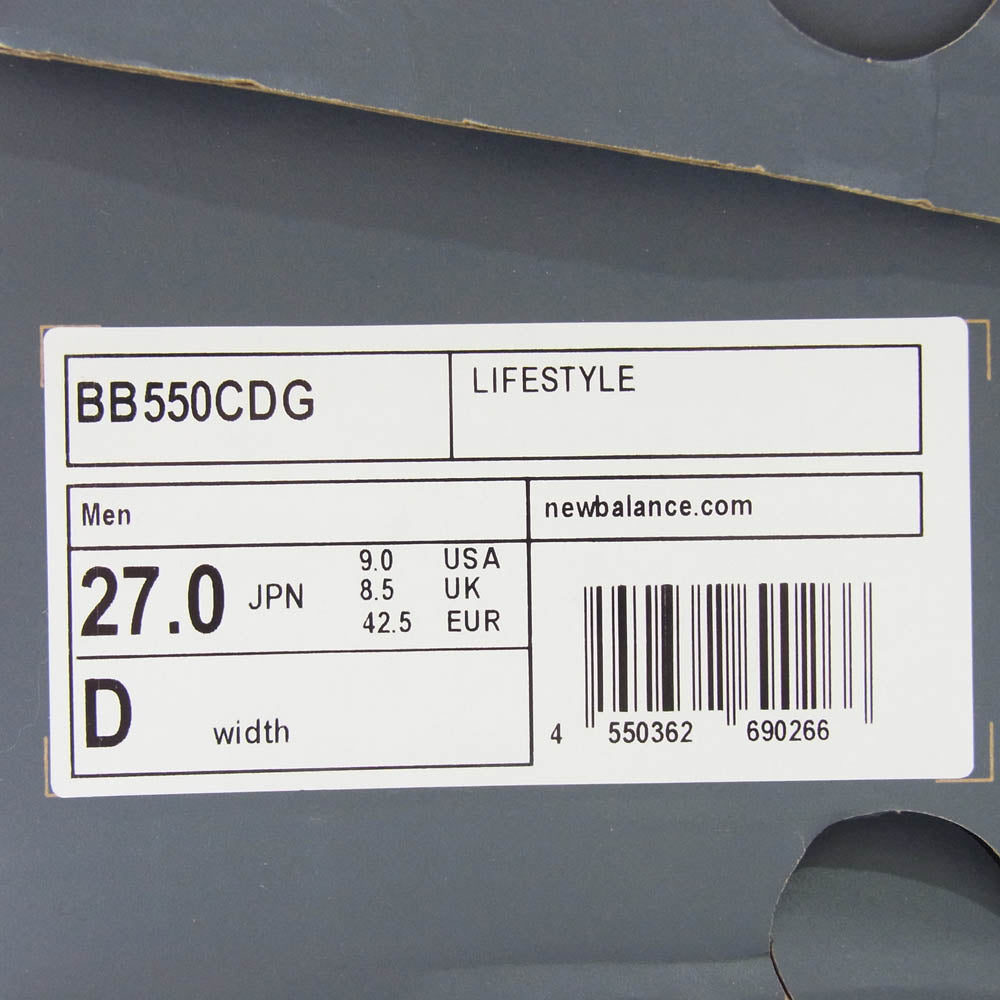 BB550CDG
LIFESTYLE
Men
newbalance.com
27.0 JPN
9.0 USA
8.5 UK
42.5 EUR
D width
4 550362 690266